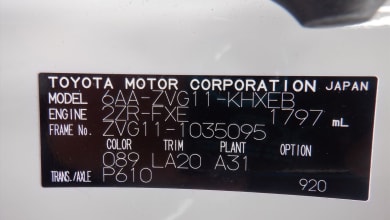 TOYOTA MOTOR CORPORATION JAPAN
MODEL 6AA-ZVG11-KHXEB
ENGINE 2ZR-FXE 1797 mL
FRAME No. ZVG11-1035095
COLOR TRIM PLANT OPTION
089 LA20 A31
TRANS./AXLE P610
920